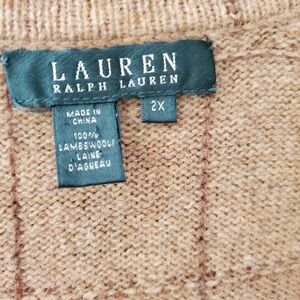 LAUREN
RALPH LAUREN
2X
MADE IN
CHINA
100%
LAMBSWOOL
LAINE
D'AGNEAU